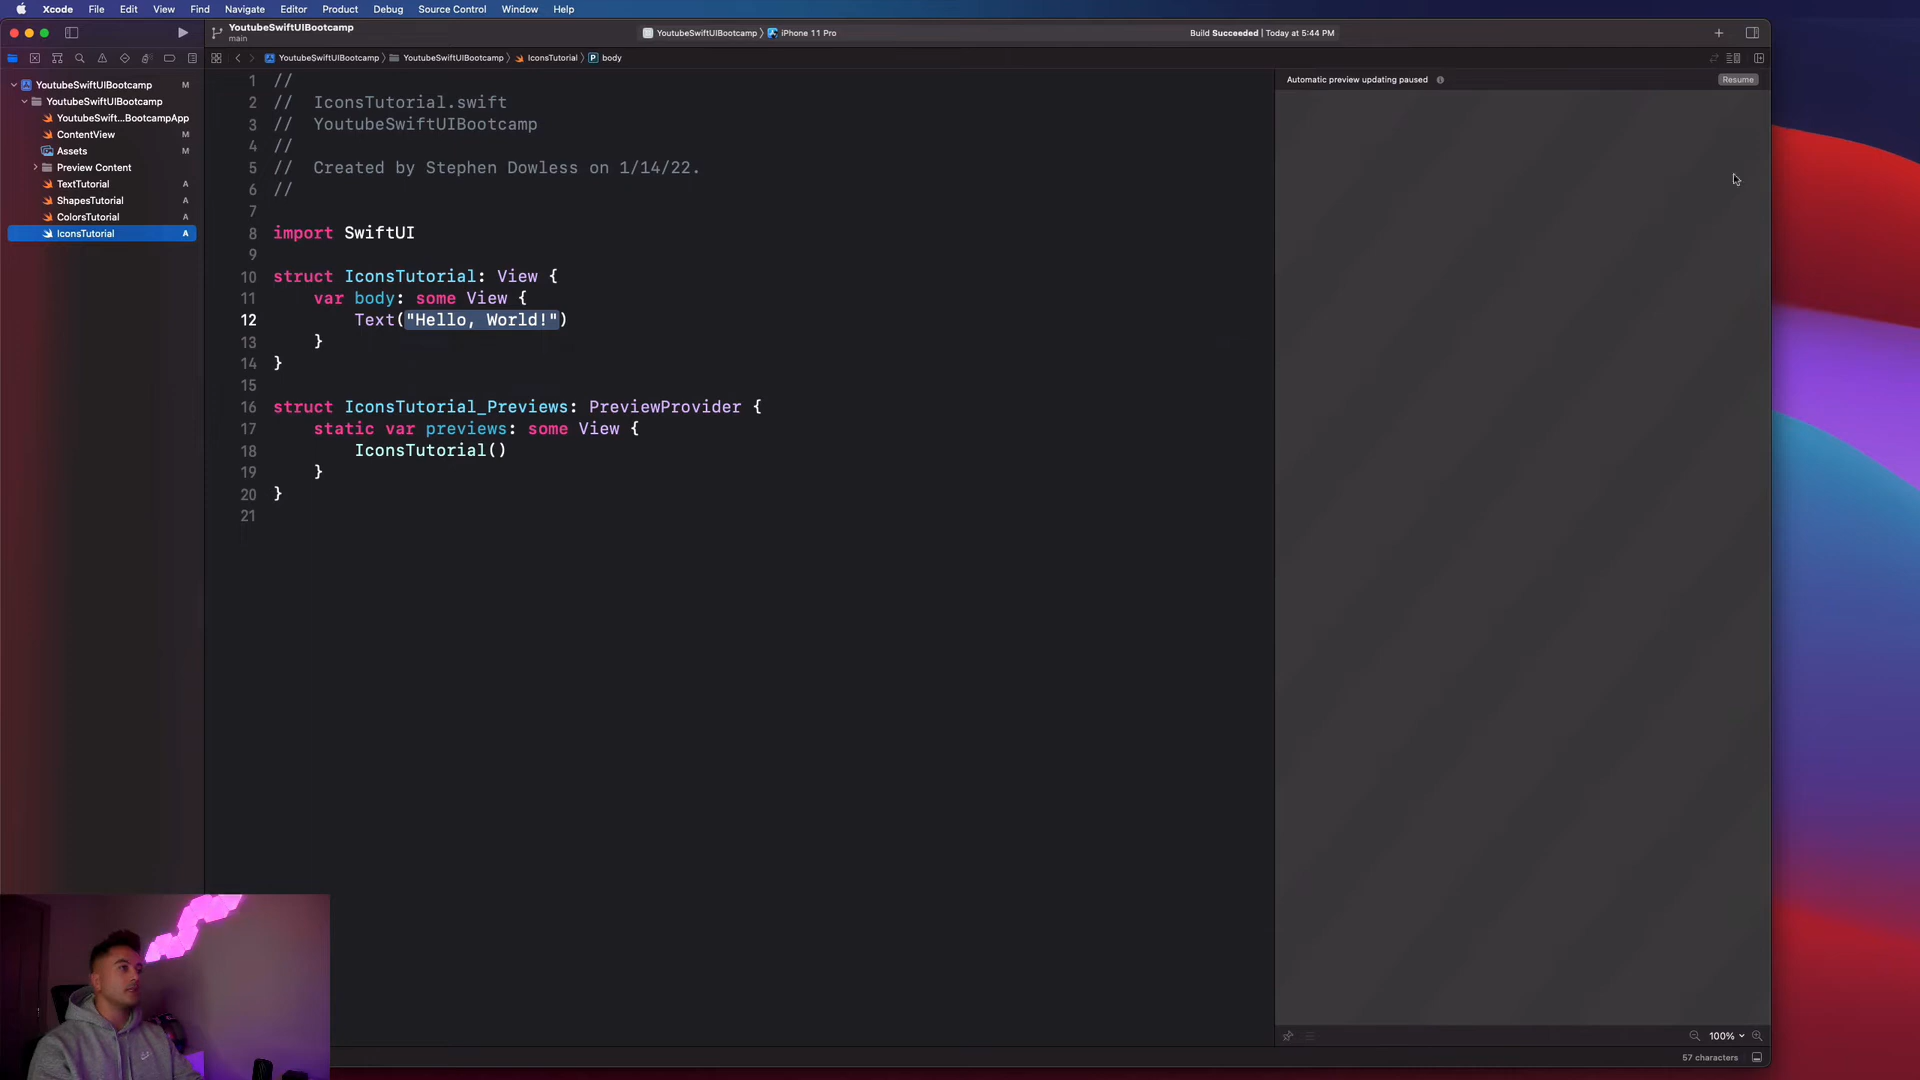 Xcode File Edit View Find Navigate Editor Product Debug Source Control Window Help
YoutubeSwiftUIBootcamp
main
YoutubeSwiftUIBootcamp 〉 iPhone 11 Pro
Build Succeeded | Today at 5:44 PM
YoutubeSwiftUIBootcamp 〉 YoutubeSwiftUIBootcamp 〉 IconsTutorial 〉 P body
YoutubeSwiftUIBootcamp M
YoutubeSwiftUIBootcamp
YoutubeSwift...BootcampApp
ContentView M
Assets M
Preview Content
TextTutorial A
ShapesTutorial A
ColorsTutorial A
IconsTutorial A
1 //
2 // IconsTutorial.swift
3 // YoutubeSwiftUIBootcamp
4 //
5 // Created by Stephen Dowless on 1/14/22.
6 //
7
8 import SwiftUI
9
10 struct IconsTutorial: View {
11 var body: some View {
12 Text("Hello, World!")
13 }
14 }
15
16 struct IconsTutorial_Previews: PreviewProvider {
17 static var previews: some View {
18 IconsTutorial()
19 }
20 }
21
Automatic preview updating paused
Resume
100%
57 characters